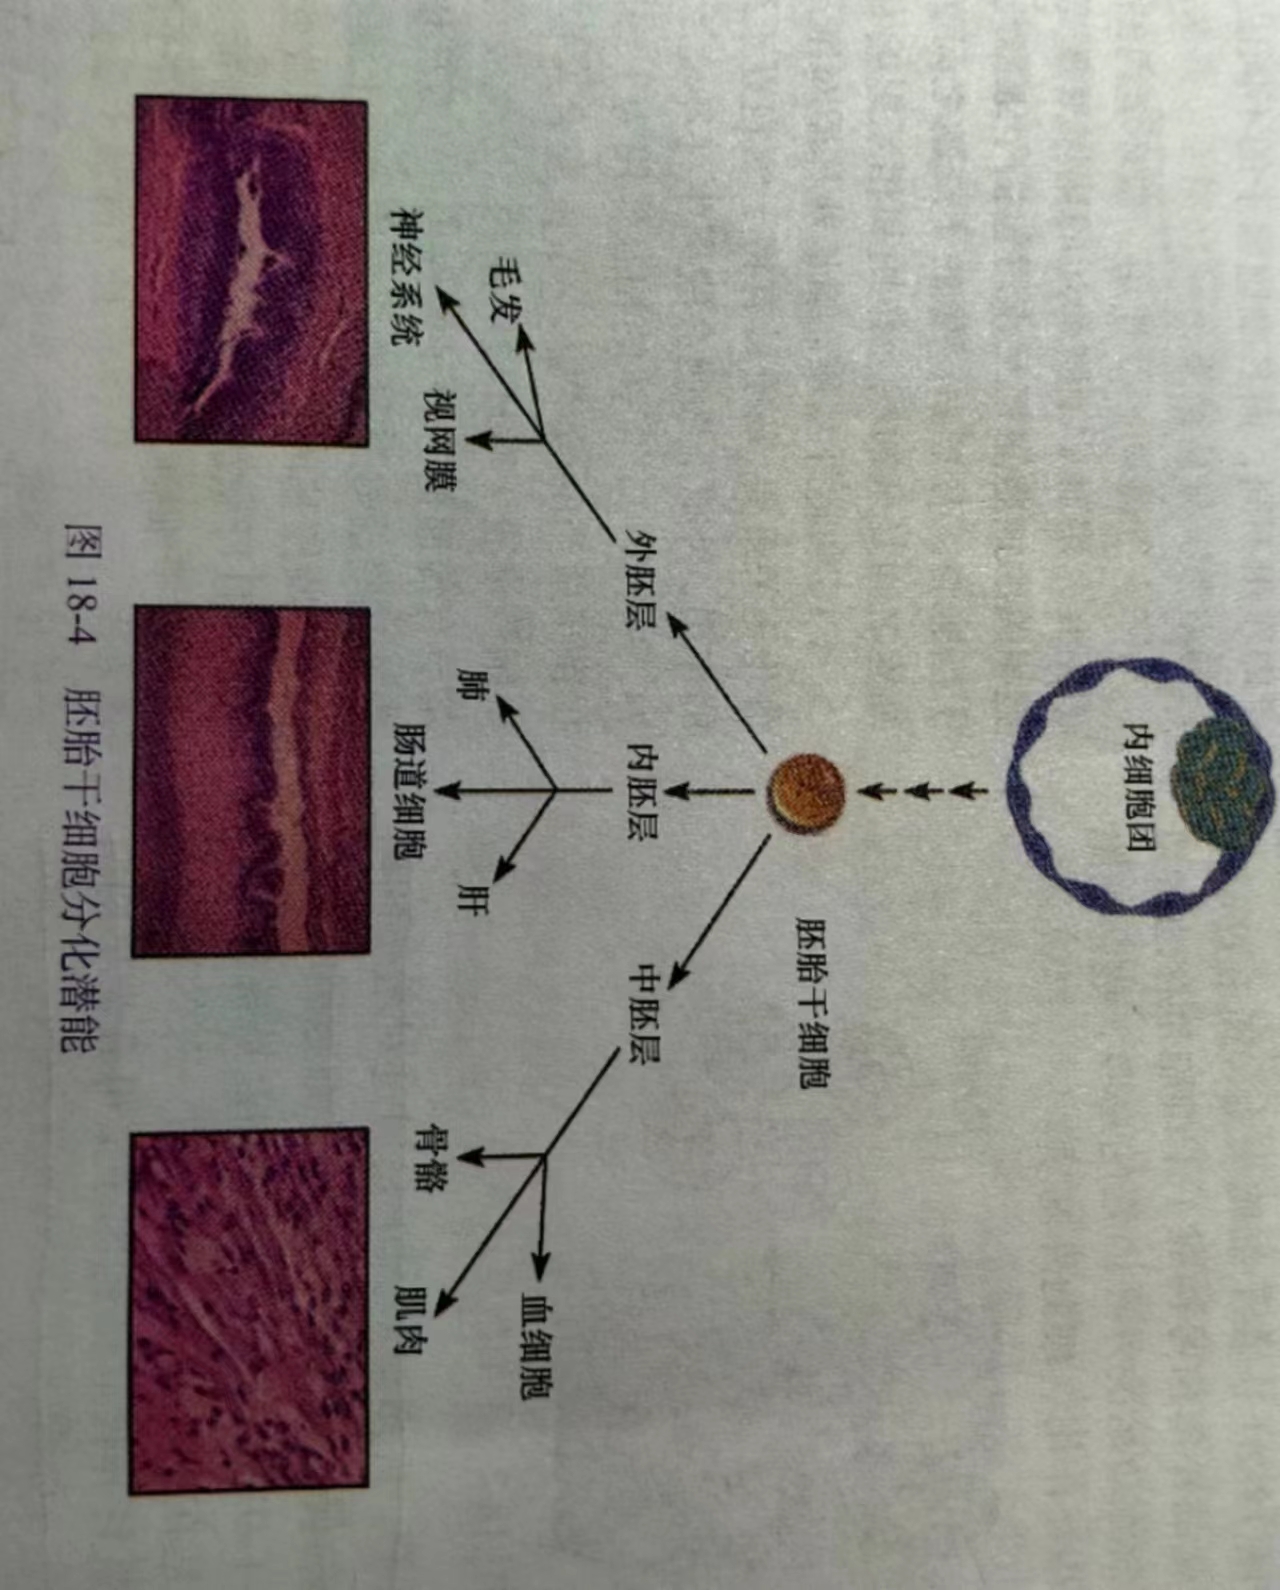 内细胞团
胚胎干细胞
外胚层
内胚层
中胚层
毛发
视网膜
神经系统
肺
肝
肠道细胞
血细胞
骨骼
肌肉
图 18-4 胚胎干细胞分化潜能